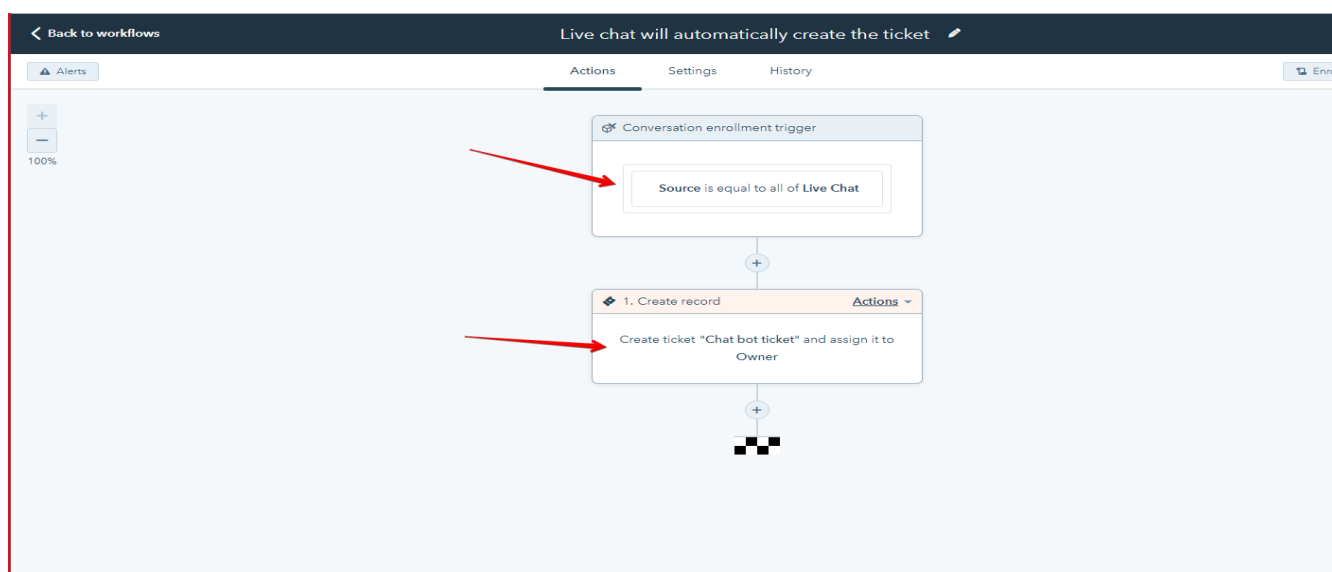 Back to workflows
Live chat will automatically create the ticket
Alerts
Actions
Settings
History
100%
Conversation enrollment trigger
Source is equal to all of Live Chat
1. Create record
Actions
Create ticket "Chat bot ticket" and assign it to
Owner